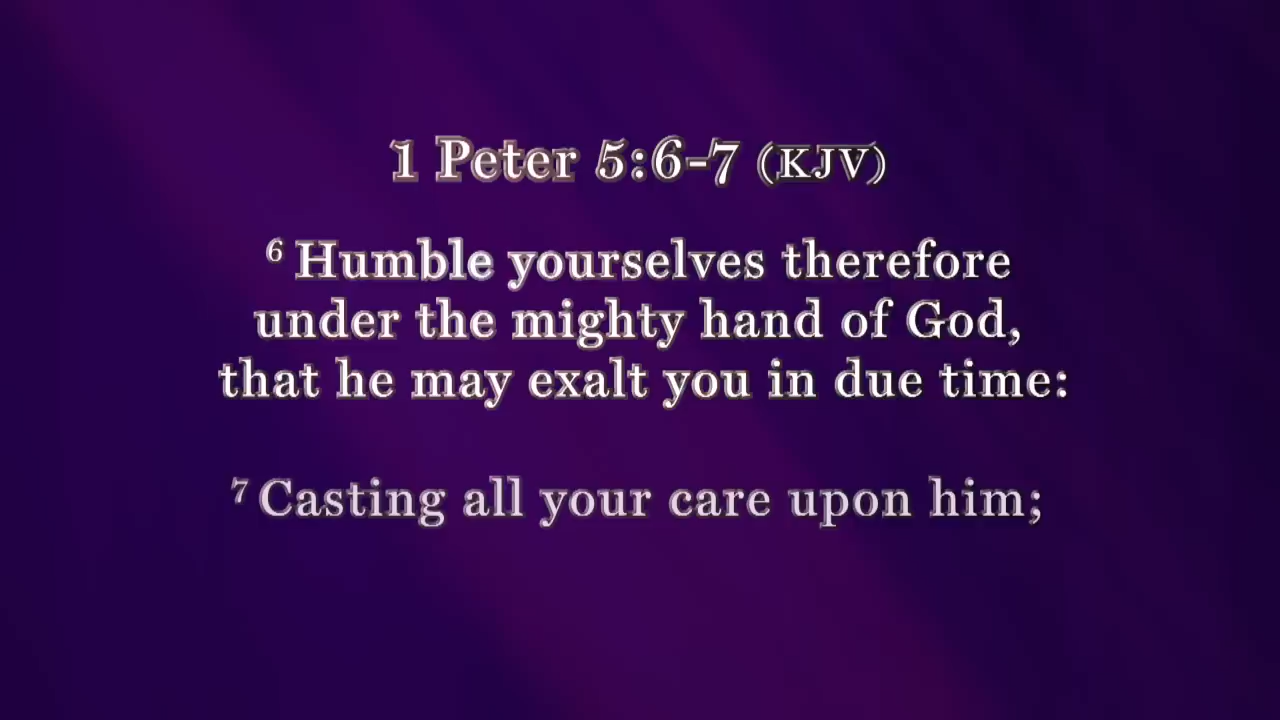 1 Peter 5:6-7 (KJV)
⁶ Humble yourselves therefore
under the mighty hand of God,
that he may exalt you in due time:
⁷ Casting all your care upon him;